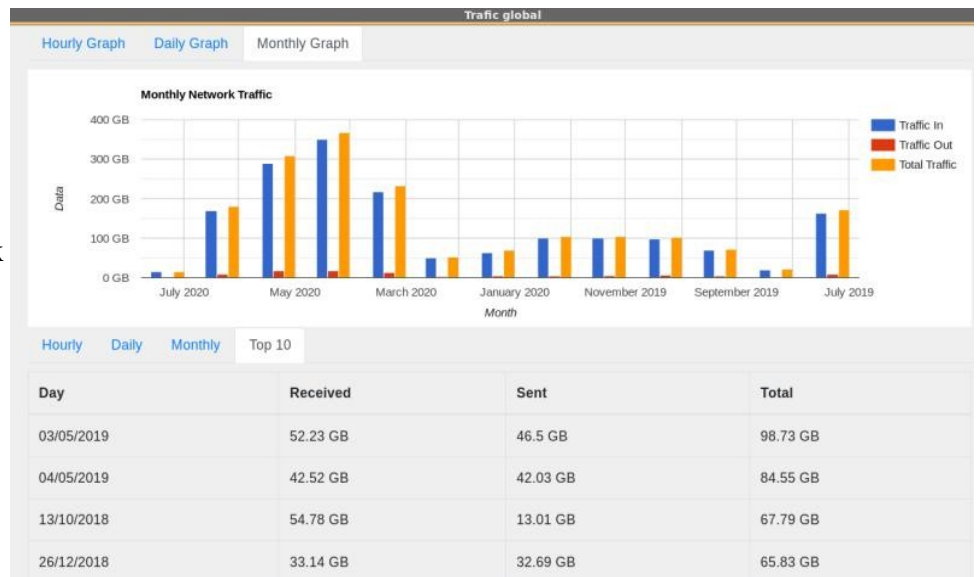 Trafic global
Hourly Graph Daily Graph Monthly Graph
Monthly Network Traffic
400 GB
300 GB
200 GB
100 GB
0 GB
Data
July 2020 May 2020 March 2020 January 2020 November 2019 September 2019 July 2019
Month
Traffic In
Traffic Out
Total Traffic
Hourly Daily Monthly Top 10
Day Received Sent Total
03/05/2019 52.23 GB 46.5 GB 98.73 GB
04/05/2019 42.52 GB 42.03 GB 84.55 GB
13/10/2018 54.78 GB 13.01 GB 67.79 GB
26/12/2018 33.14 GB 32.69 GB 65.83 GB